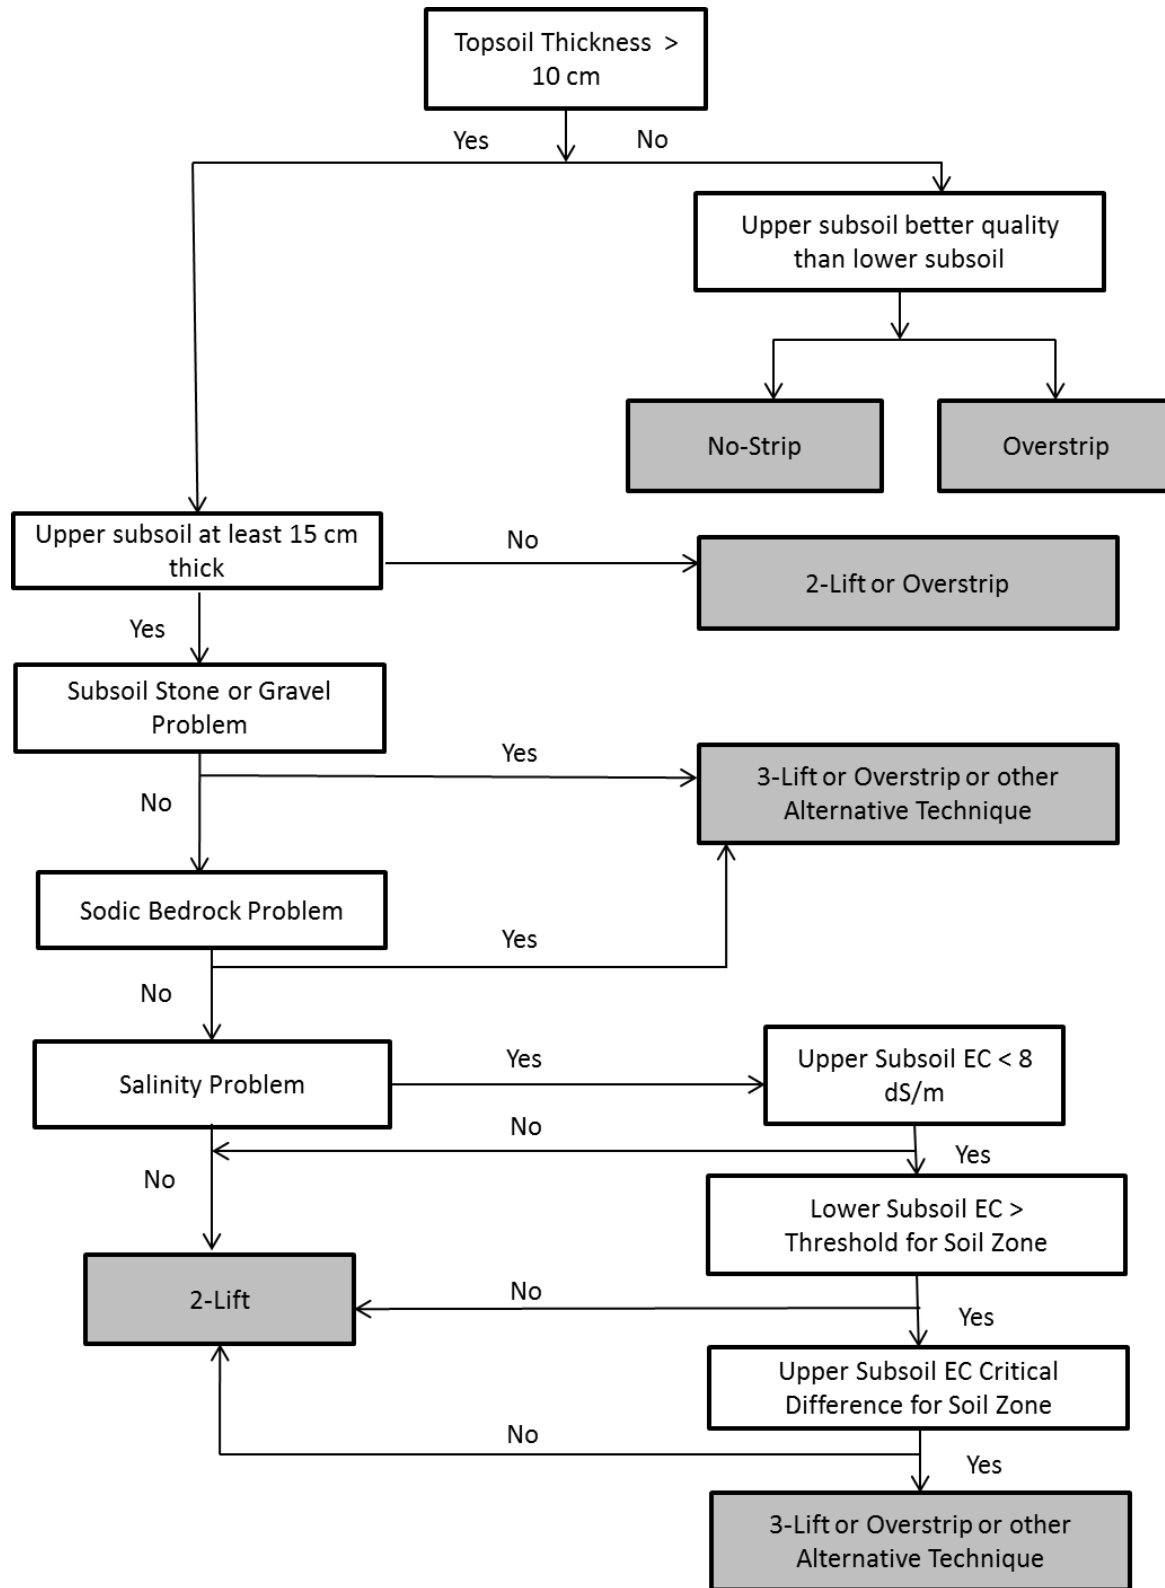 Topsoil Thickness >
10 cm
Yes
No
Upper subsoil better quality
than lower subsoil
No-Strip
Overstrip
Upper subsoil at least 15 cm
thick
No
2-Lift or Overstrip
Yes
Subsoil Stone or Gravel
Problem
Yes
3-Lift or Overstrip or other
Alternative Technique
No
Sodic Bedrock Problem
Yes
No
Salinity Problem
Yes
Upper Subsoil EC < 8
dS/m
No
Yes
No
Lower Subsoil EC >
Threshold for Soil Zone
2-Lift
No
Yes
Upper Subsoil EC Critical
Difference for Soil Zone
No
Yes
3-Lift or Overstrip or other
Alternative Technique